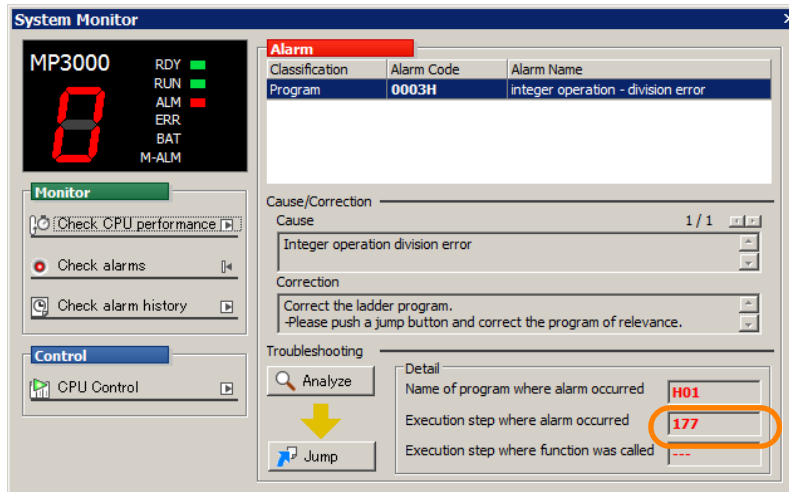 System Monitor
MP3000
RDY
RUN
ALM
ERR
BAT
M-ALM
8
Monitor
Check CPU performance
Check alarms
Check alarm history
Control
CPU Control
Alarm
Classification Alarm Code Alarm Name
Program 0003H integer operation - division error
Cause/Correction
Cause 1 / 1
Integer operation division error
Correction
Correct the ladder program.
-Please push a jump button and correct the program of relevance.
Troubleshooting
Analyze
Jump
Detail
Name of program where alarm occurred H01
Execution step where alarm occurred 177
Execution step where function was called ---